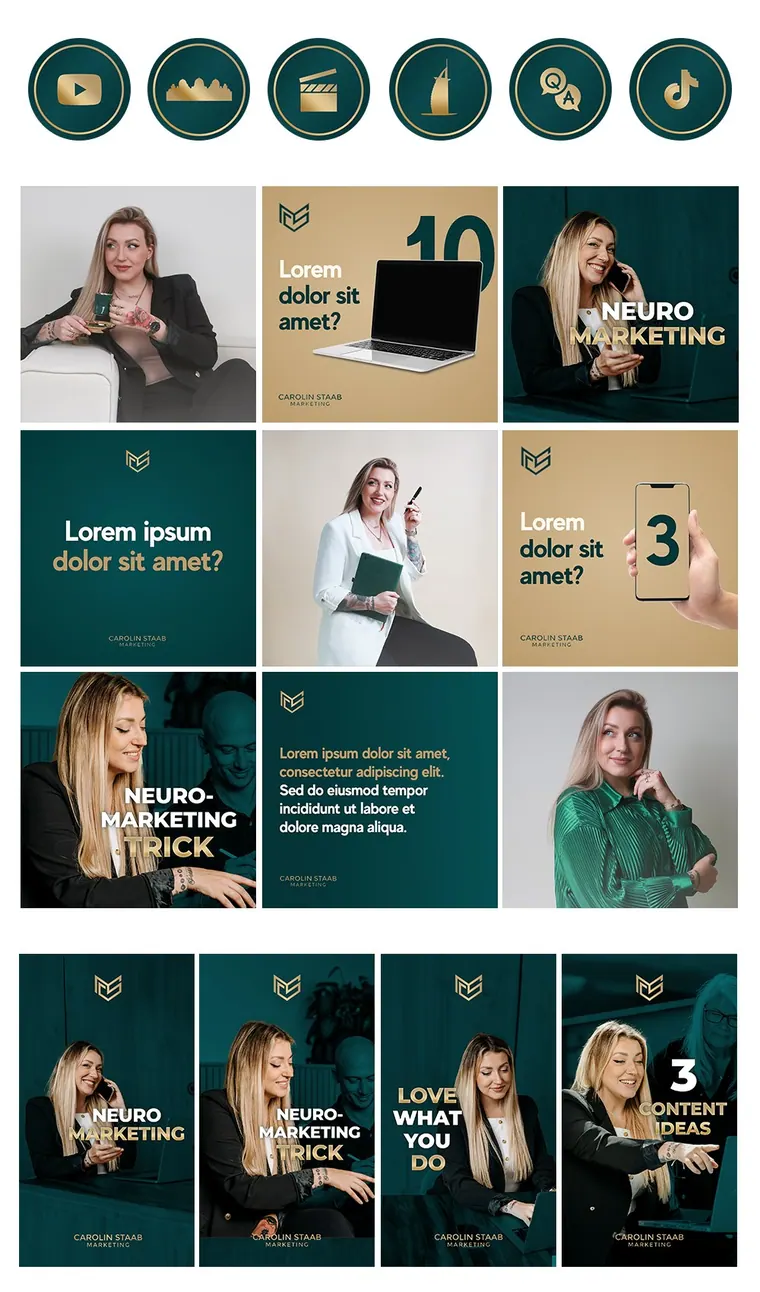 Q
A
10
Lorem
dolor sit
amet?
CAROLIN STAAB
MARKETING
NEURO
MARKETING
Lorem ipsum
dolor sit amet?
CAROLIN STAAB
MARKETING
Lorem
dolor sit
amet?
3
CAROLIN STAAB
MARKETING
NEURO-
MARKETING
TRICK
Lorem ipsum dolor sit amet,
consectetur adipiscing elit.
Sed do eiusmod tempor
incididunt ut labore et
dolore magna aliqua.
CAROLIN STAAB
MARKETING
NEURO
MARKETING
CAROLIN STAAB
MARKETING
NEURO-
MARKETING
TRICK
CAROLIN STAAB
MARKETING
LOVE
WHAT
YOU
DO
CAROLIN STAAB
MARKETING
3
CONTENT
IDEAS
CAROLIN STAAB
MARKETING